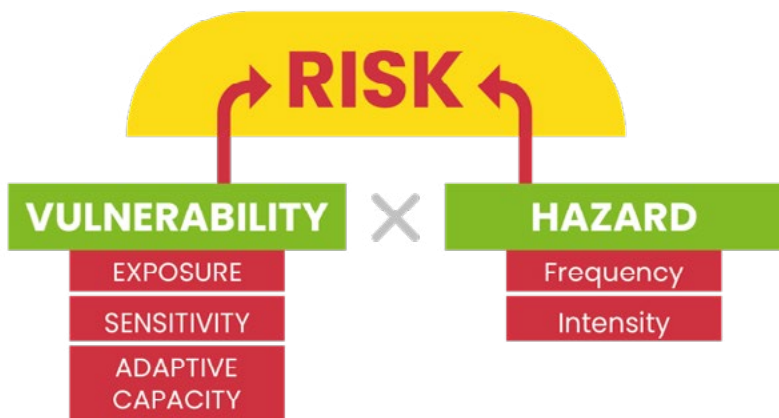 RISK
VULNERABILITY
×
HAZARD
EXPOSURE
SENSITIVITY
ADAPTIVE
CAPACITY
Frequency
Intensity